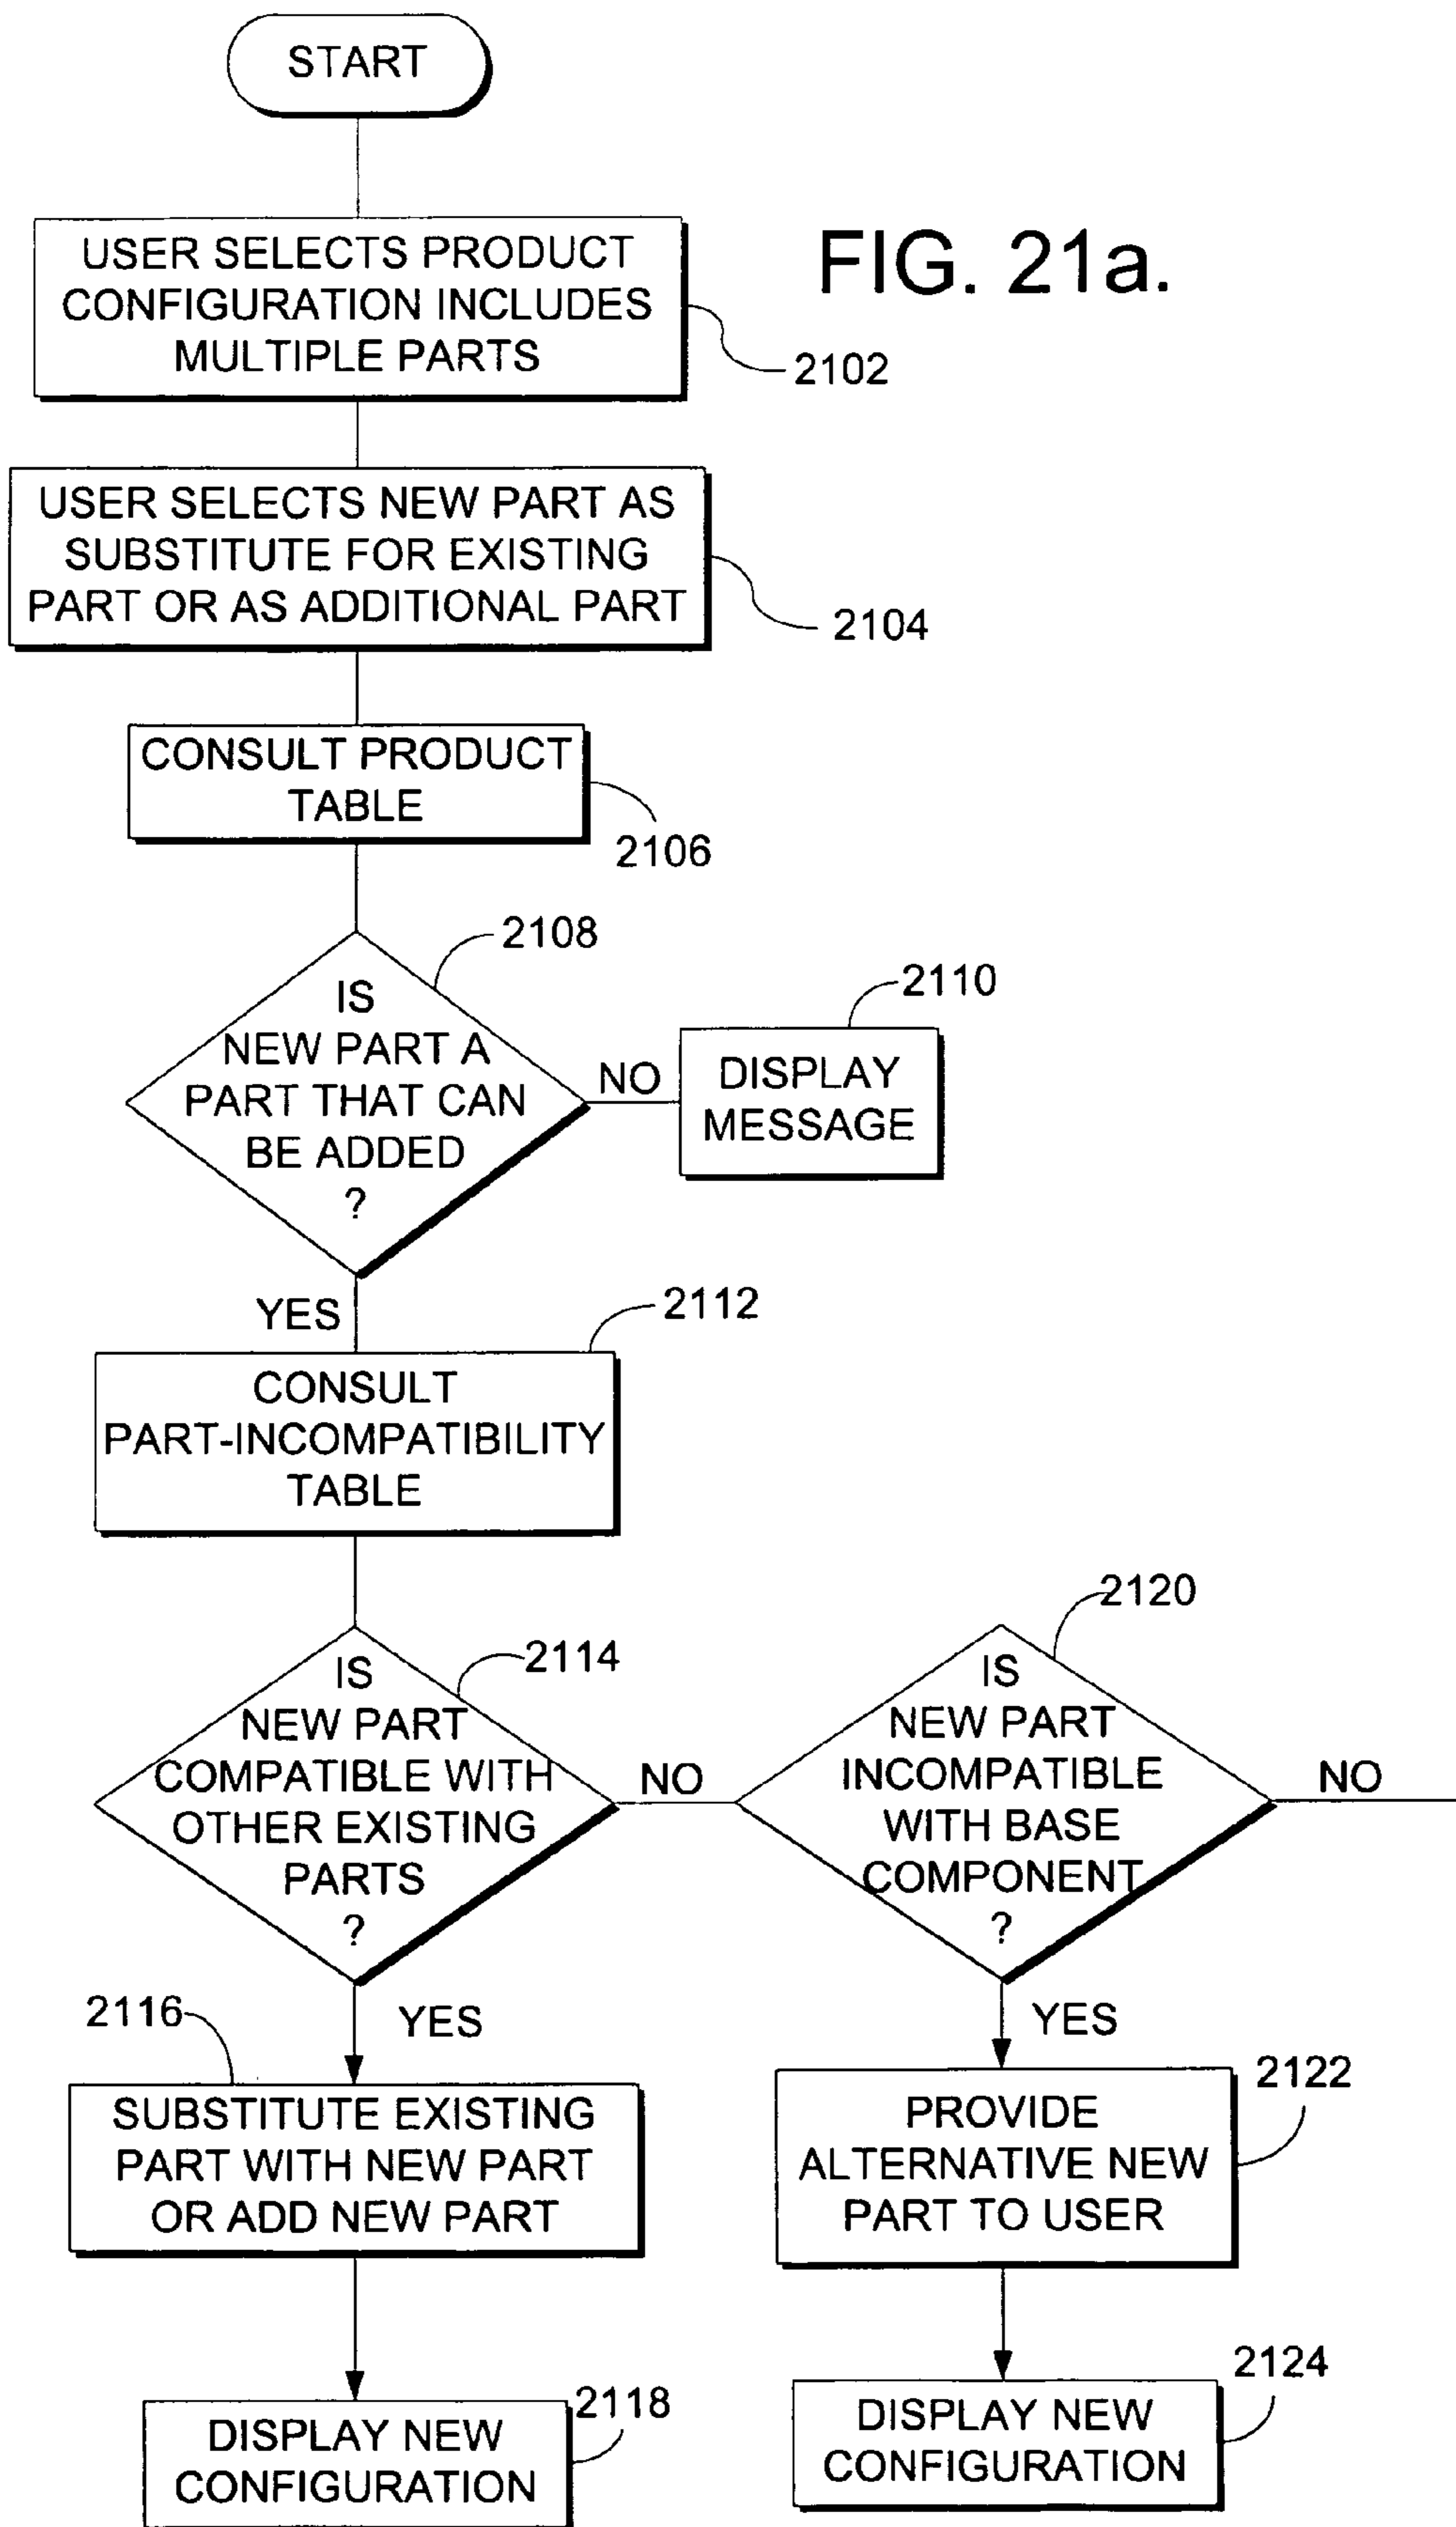 START
USER SELECTS PRODUCT
CONFIGURATION INCLUDES
MULTIPLE PARTS
FIG. 21a.
2102
USER SELECTS NEW PART AS
SUBSTITUTE FOR EXISTING
PART OR AS ADDITIONAL PART
2104
CONSULT PRODUCT
TABLE
2106
2108
IS
NEW PART A
PART THAT CAN
BE ADDED
?
NO
2110
DISPLAY
MESSAGE
YES
2112
CONSULT
PART-INCOMPATIBILITY
TABLE
2114
IS
NEW PART
COMPATIBLE WITH
OTHER EXISTING
PARTS
?
NO
2120
IS
NEW PART
INCOMPATIBLE
WITH BASE
COMPONENT
?
NO
2116
YES
SUBSTITUTE EXISTING
PART WITH NEW PART
OR ADD NEW PART
YES
2122
PROVIDE
ALTERNATIVE NEW
PART TO USER
2118
DISPLAY NEW
CONFIGURATION
2124
DISPLAY NEW
CONFIGURATION